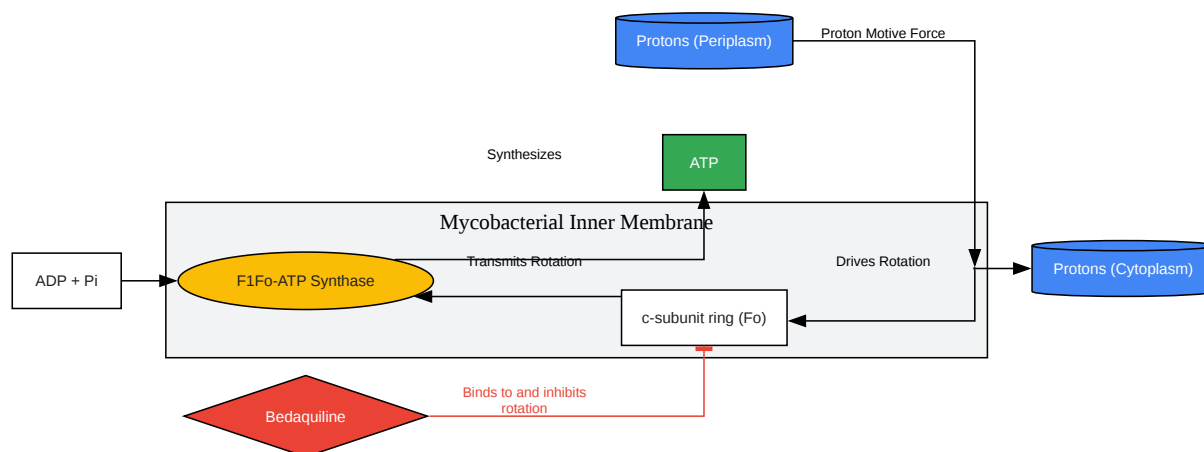 Protons (Periplasm)
Proton Motive Force
Synthesizes
ATP
Mycobacterial Inner Membrane
ADP + Pi
F1Fo-ATP Synthase
Transmits Rotation
Drives Rotation
Protons (Cytoplasm)
c-subunit ring (Fo)
Bedaquiline
Binds to and inhibits
rotation